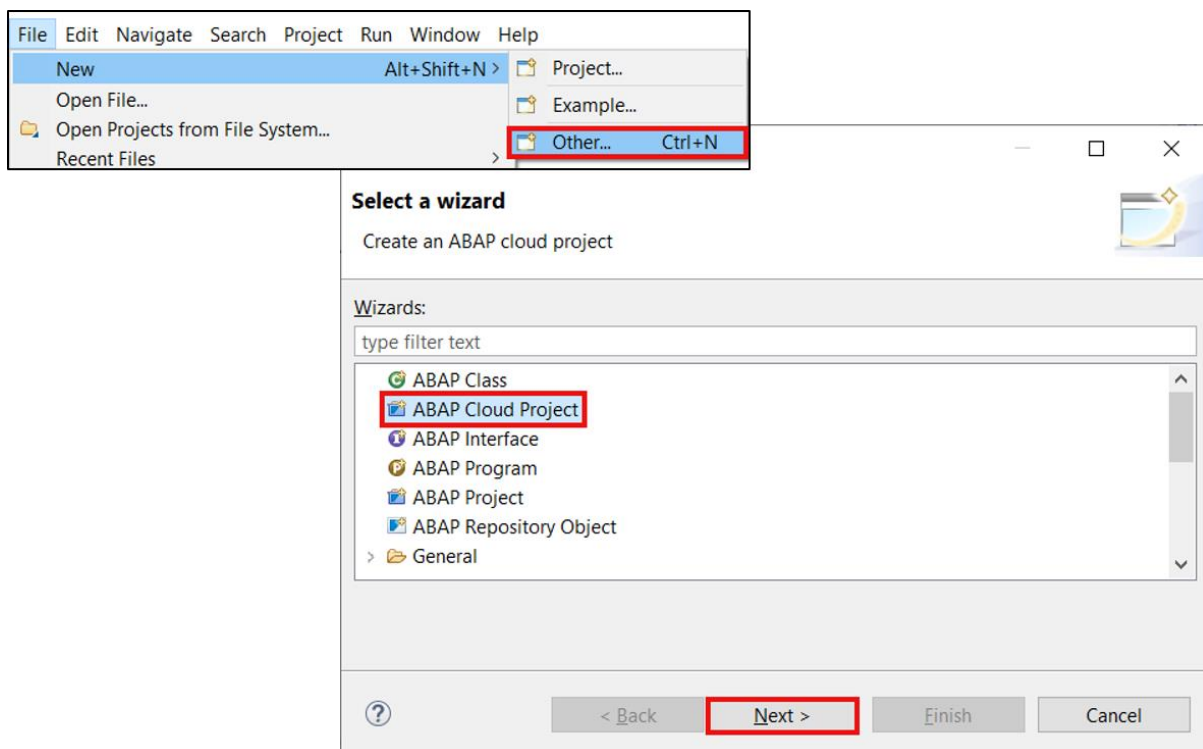 File Edit Navigate Search Project Run Window Help
New Alt+Shift+N >
Project...
Open File...
Example...
Open Projects from File System...
Other... Ctrl+N
Recent Files >
Select a wizard
Create an ABAP cloud project
Wizards:
type filter text
ABAP Class
ABAP Cloud Project
ABAP Interface
ABAP Program
ABAP Project
ABAP Repository Object
> General
? < Back Next > Finish Cancel